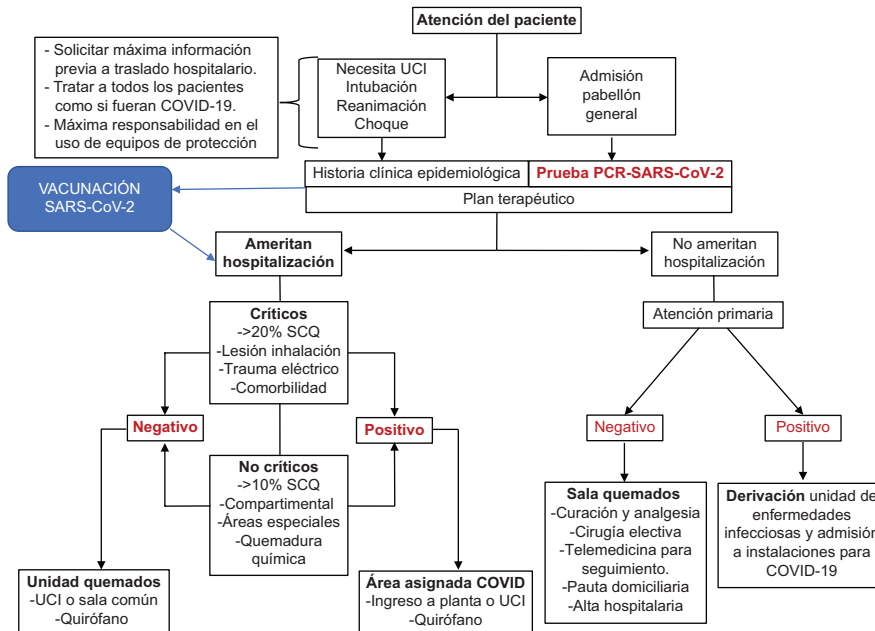 Atención del paciente
- Solicitar máxima información
previa a traslado hospitalario.
- Tratar a todos los pacientes
como si fueran COVID-19.
- Máxima responsabilidad en el
uso de equipos de protección
Necesita UCI
Intubación
Reanimación
Choque
Admisión
pabellón
general
Historia clínica epidemiológica
Prueba PCR-SARS-CoV-2
Plan terapéutico
VACUNACIÓN
SARS-CoV-2
Ameritan
hospitalización
No ameritan
hospitalización
Críticos
->20% SCQ
-Lesión inhalación
-Trauma eléctrico
-Comorbilidad
Atención primaria
Negativo
Positivo
Negativo
Positivo
No críticos
->10% SCQ
-Compartimental
-Áreas especiales
-Quemadura
química
Sala quemados
-Curación y analgesia
-Cirugía electiva
-Telemedicina para
seguimiento.
-Pauta domiciliaria
-Alta hospitalaria
Derivación unidad de
enfermedades
infecciosas y admisión
a instalaciones para
COVID-19
Unidad quemados
-UCI o sala común
-Quirófano
Área asignada COVID
-Ingreso a planta o UCI
-Quirófano